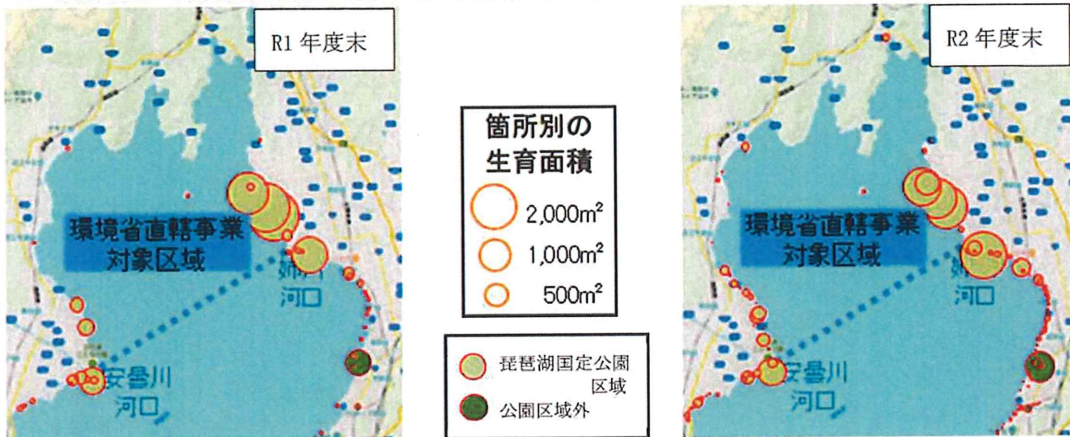 R1 年度末
環境省直轄事業
対象区域
河口
安曇川
河口
箇所別の
生育面積
2,000m²
1,000m²
500m²
琵琶湖国定公園
区域
公園区域外
R2 年度末
環境省直轄事業
対象区域
河口
安曇川
河口